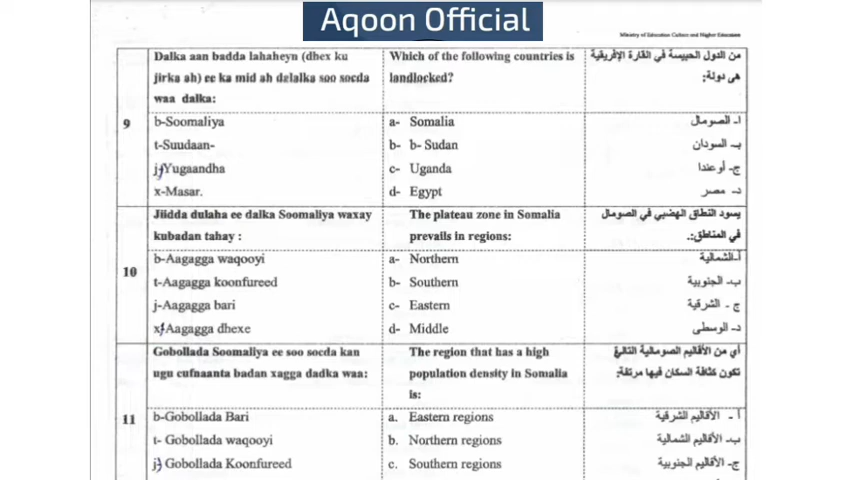 Aqoon Official
Ministry of Education Culture and Higher Education
9
Dalka aan badda lahaheyn (dhex ku
jirka ah) ee ka mid ah delalka soo socda
waa dalka:
b-Soomaliya
t-Suudaan-
j-Yugaandha
x-Masar.
Which of the following countries is
landlocked?
a- Somalia
b- b- Sudan
c- Uganda
d- Egypt
من الدول الحبيسة في القارة الإفريقية
هى دولة:
ا- الصومال
ب- السودان
ج- أوغندا
د- مصر
10
Jiidda dulaha ee dalka Soomaliya waxay
kubadan tahay :
b-Aagagga waqooyi
t-Aagagga koonfureed
j-Aagagga bari
x-Aagagga dhexe
The plateau zone in Somalia
prevails in regions:
a- Northern
b- Southern
c- Eastern
d- Middle
يسود النطاق الهضبي في الصومال
في المناطق:.
أ-الشمالية
ب- الجنوبية
ج - الشرقية
د- الوسطى
11
Gobollada Soomaliya ee soo socda kan
ugu cufnaanta badan xagga dadka waa:
b-Gobollada Bari
t- Gobollada waqooyi
j- Gobollada Koonfureed
The region that has a high
population density in Somalia
is:
a. Eastern regions
b. Northern regions
c. Southern regions
أي من الأقاليم الصومالية التالية
تكون كثافة السكان فيها مرتفة:
أ - الأقاليم الشرقية
ب- الأقاليم الشمالية
ج- الأقاليم الجنوبية